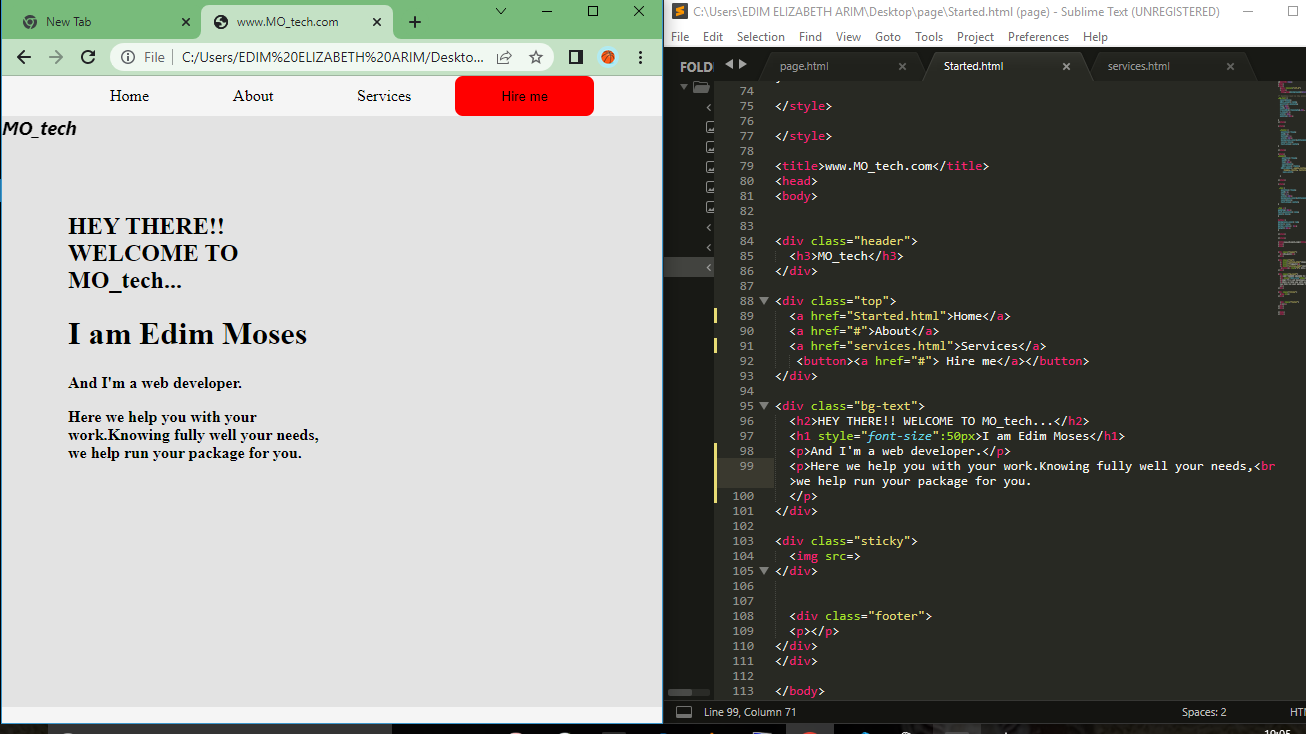 New Tab
www.MO_tech.com
File
C:/Users/EDIM%20ELIZABETH%20ARIM/Deskto...
Home
About
Services
Hire me
MO_tech
HEY THERE!!
WELCOME TO
MO_tech...
I am Edim Moses
And I'm a web developer.
Here we help you with your
work.Knowing fully well your needs,
we help run your package for you.
C:\Users\EDIM ELIZABETH ARIM\Desktop\page\Started.html (page) - Sublime Text (UNREGISTERED)
File Edit Selection Find View Goto Tools Project Preferences Help
FOLD
page.html
Started.html
services.html
74
75 </style>
76
77 </style>
78
79 <title>www.MO_tech.com</title>
80 <head>
81 <body>
82
83
84 <div class="header">
85 <h3>MO_tech</h3>
86 </div>
87
88 <div class="top">
89 <a href="Started.html">Home</a>
90 <a href="#">About</a>
91 <a href="services.html">Services</a>
92 <button><a href="#"> Hire me</a></button>
93 </div>
94
95 <div class="bg-text">
96 <h2>HEY THERE!! WELCOME TO MO_tech...</h2>
97 <h1 style="font-size":50px>I am Edim Moses</h1>
98 <p>And I'm a web developer.</p>
99 <p>Here we help you with your work.Knowing fully well your needs,<br
>we help run your package for you.
100 </p>
101 </div>
102
103 <div class="sticky">
104 <img src=>
105 </div>
106
107
108 <div class="footer">
109 <p></p>
110 </div>
111 </div>
112
113 </body>
Line 99, Column 71
Spaces: 2